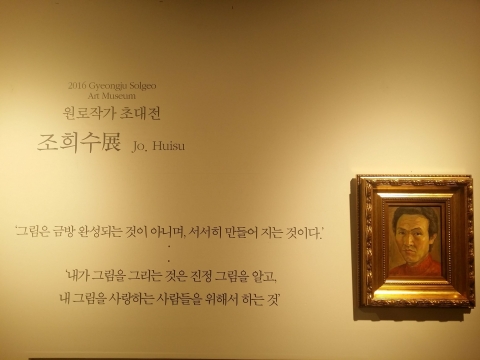 2016 Gyeongju Solgeo
Art Museum
원로작가 초대전
조희수展 Jo, Huisu
'그림은 금방 완성되는 것이 아니며, 서서히 만들어 지는 것이다.'
'내가 그림을 그리는 것은 진정 그림을 알고,
내 그림을 사랑하는 사람들을 위해서 하는 것'